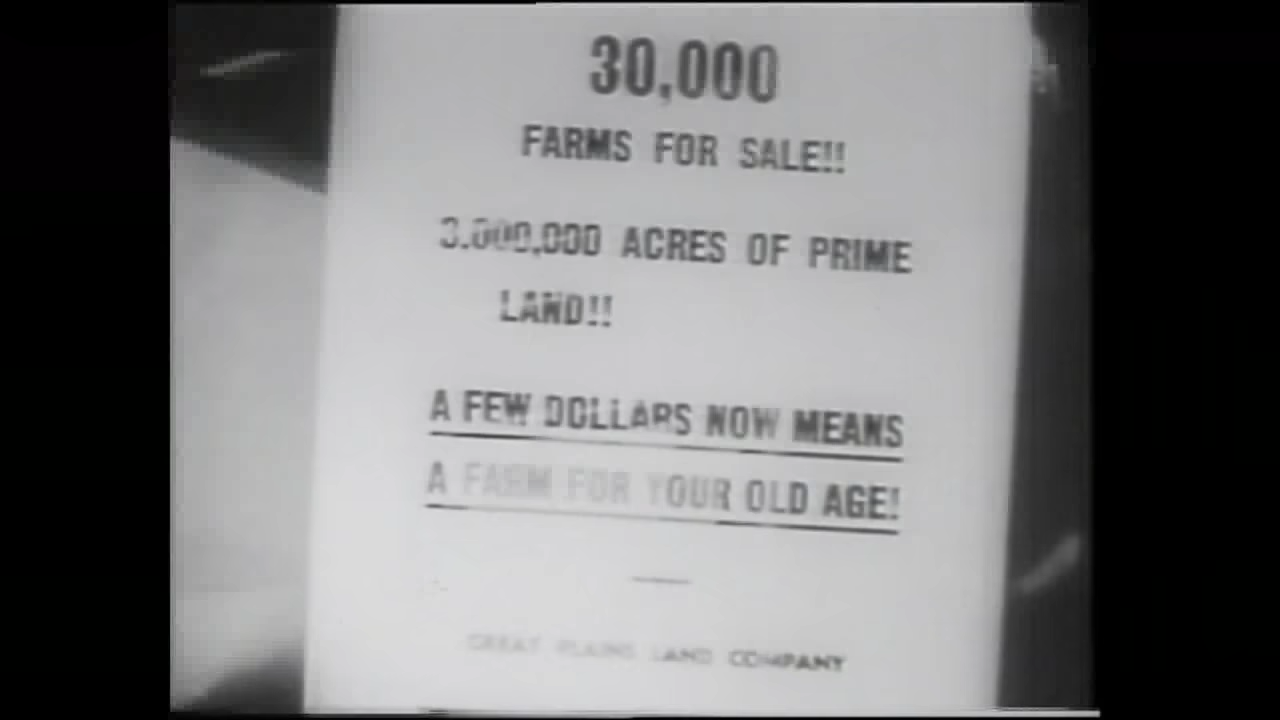 30,000
FARMS FOR SALE!!
3,000,000 ACRES OF PRIME
LAND!!
A FEW DOLLARS NOW MEANS
A FARM FOR YOUR OLD AGE!
GREAT PLAINS LAND COMPANY